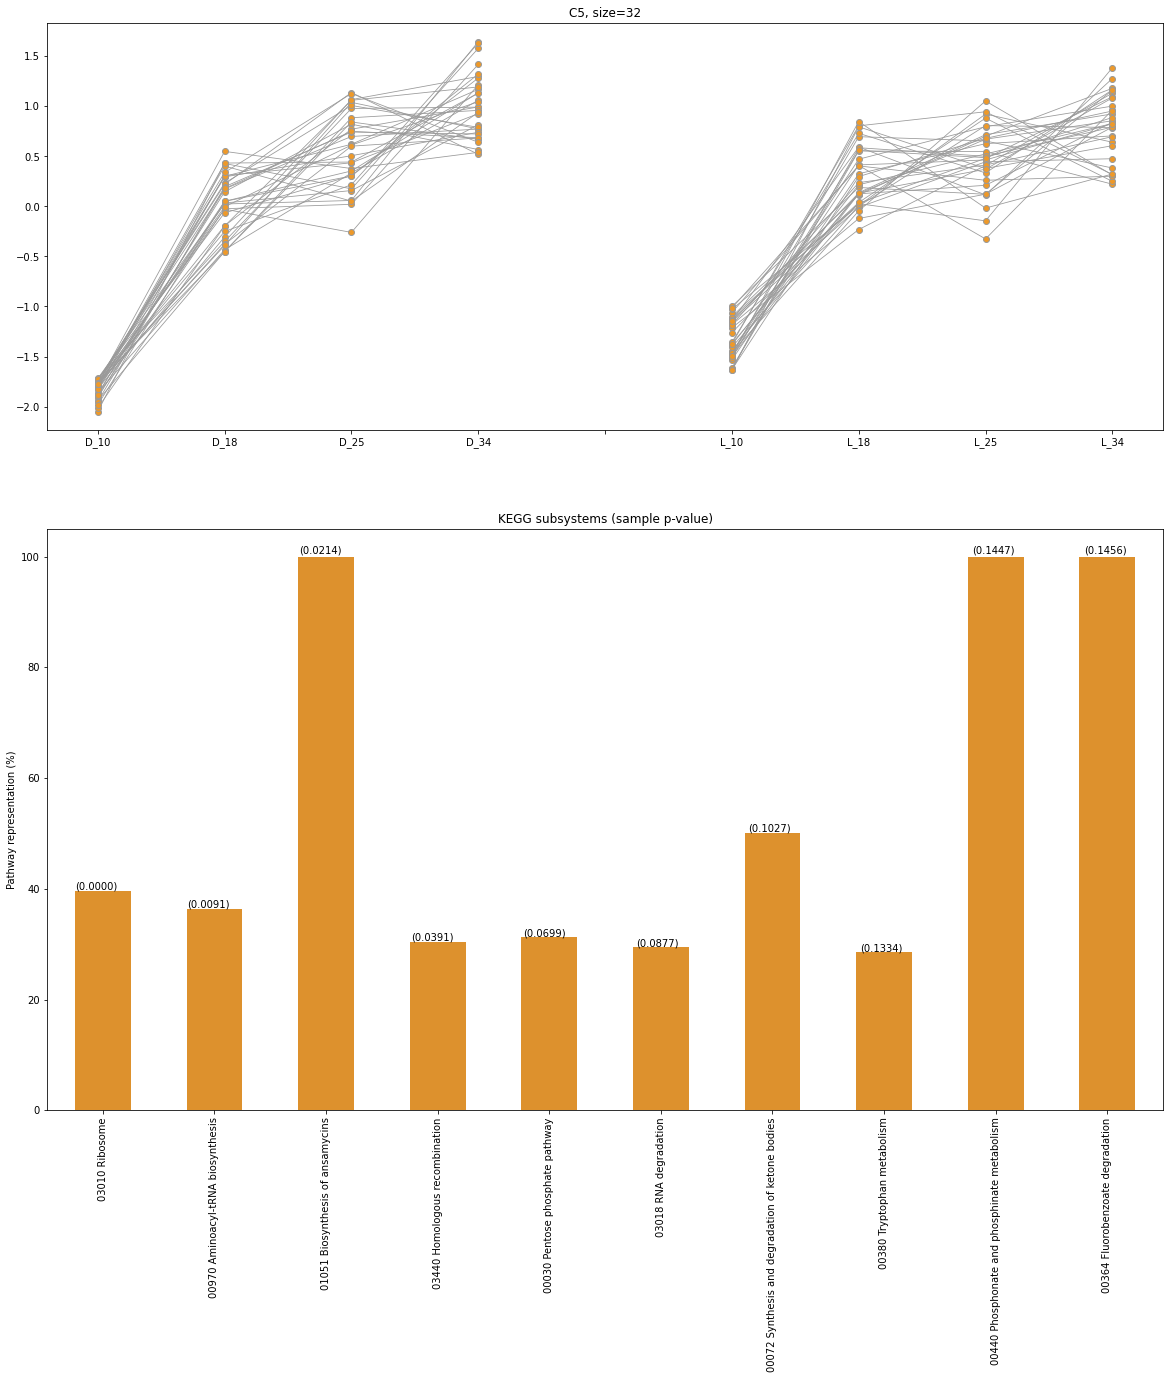 C5, size=32
1.5
1.0
0.5
0.0
−0.5
−1.0
−1.5
−2.0
D_10 D_18 D_25 D_34 L_10 L_18 L_25 L_34
KEGG subsystems (sample p-value)
Pathway representation (%)
100
80
60
40
20
0
(0.0000)
(0.0091)
(0.0214)
(0.0391)
(0.0699)
(0.0877)
(0.1027)
(0.1334)
(0.1447)
(0.1456)
03010 Ribosome
00970 Aminoacyl-tRNA biosynthesis
01051 Biosynthesis of ansamycins
03440 Homologous recombination
00030 Pentose phosphate pathway
03018 RNA degradation
00072 Synthesis and degradation of ketone bodies
00380 Tryptophan metabolism
00440 Phosphonate and phosphinate metabolism
00364 Fluorobenzoate degradation